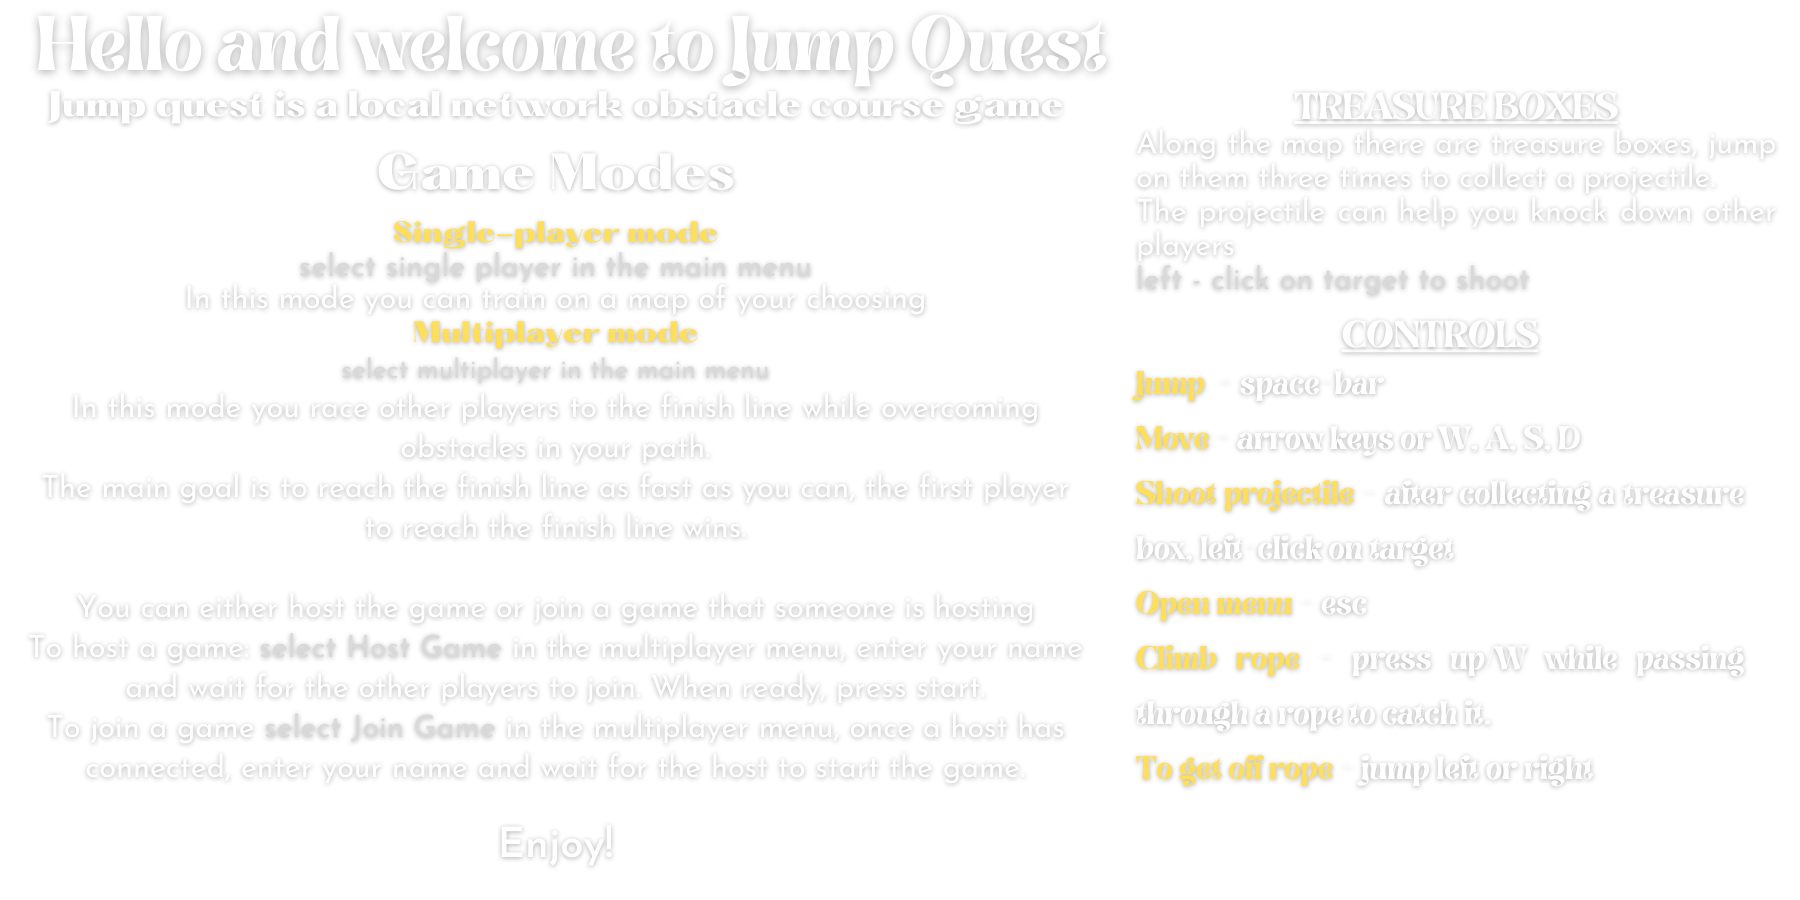 Hello and welcome to Jump Quest
Jump quest is a local network obstacle course game
Game Modes
Single-player mode
select single player in the main menu
In this mode you can train on a map of your choosing
Multiplayer mode
select multiplayer in the main menu
In this mode you race other players to the finish line while overcoming
obstacles in your path.
The main goal is to reach the finish line as fast as you can, the first player
to reach the finish line wins.
You can either host the game or join a game that someone is hosting
To host a game: select Host Game in the multiplayer menu, enter your name
and wait for the other players to join. When ready, press start.
To join a game select Join Game in the multiplayer menu, once a host has
connected, enter your name and wait for the host to start the game.
Enjoy!
TREASURE BOXES
Along the map there are treasure boxes, jump
on them three times to collect a projectile.
The projectile can help you knock down other
players
left - click on target to shoot
CONTROLS
Jump - space-bar
Move - arrow keys or W, A, S, D
Shoot projectile - after collecting a treasure
box, left-click on target
Open menu - esc
Climb rope - press up/W while passing
through a rope to catch it.
To get off rope - jump left or right